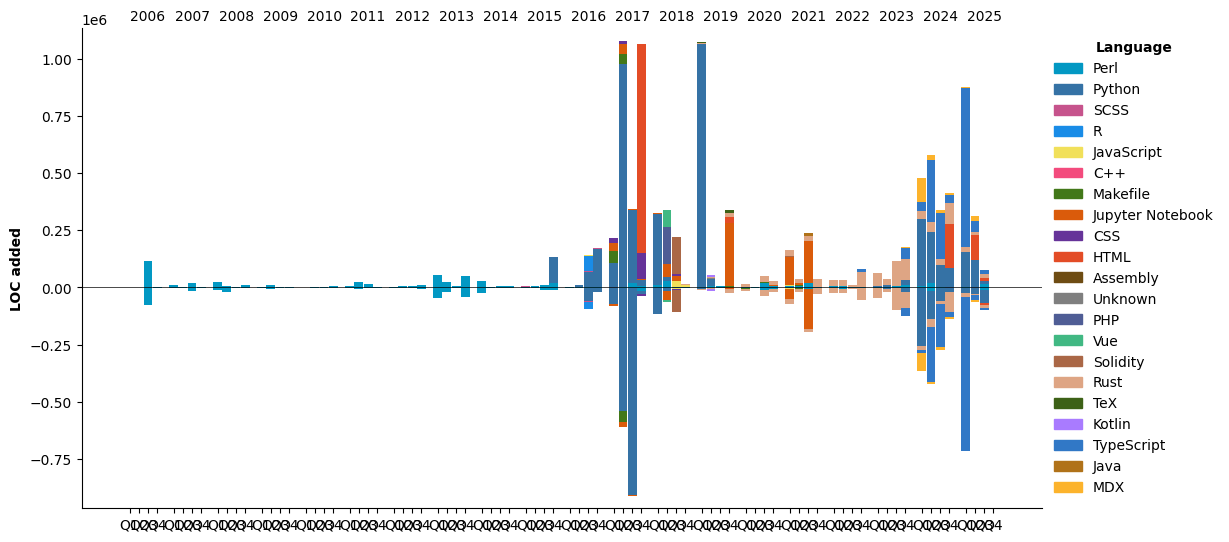 2006 2007 2008 2009 2010 2011 2012 2013 2014 2015 2016 2017 2018 2019 2020 2021 2022 2023 2024 2025
1e6
Language
Perl
Python
SCSS
R
JavaScript
C++
Makefile
Jupyter Notebook
CSS
HTML
Assembly
Unknown
PHP
Vue
Solidity
Rust
TeX
Kotlin
TypeScript
Java
MDX
LOC added
1.00
0.75
0.50
0.25
0.00
−0.25
−0.50
−0.75